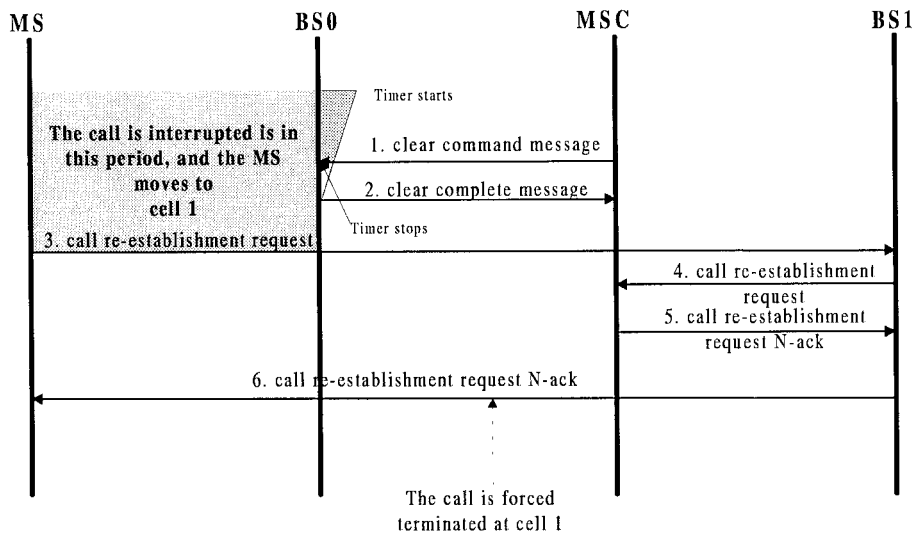 MS BS0 MSC BS1
Timer starts
The call is interrupted is in
this period, and the MS
moves to
cell 1
1. clear command message
2. clear complete message
Timer stops
3. call re-establishment request
4. call re-establishment
request
5. call re-establishment
request N-ack
6. call re-establishment request N-ack
The call is forced
terminated at cell 1